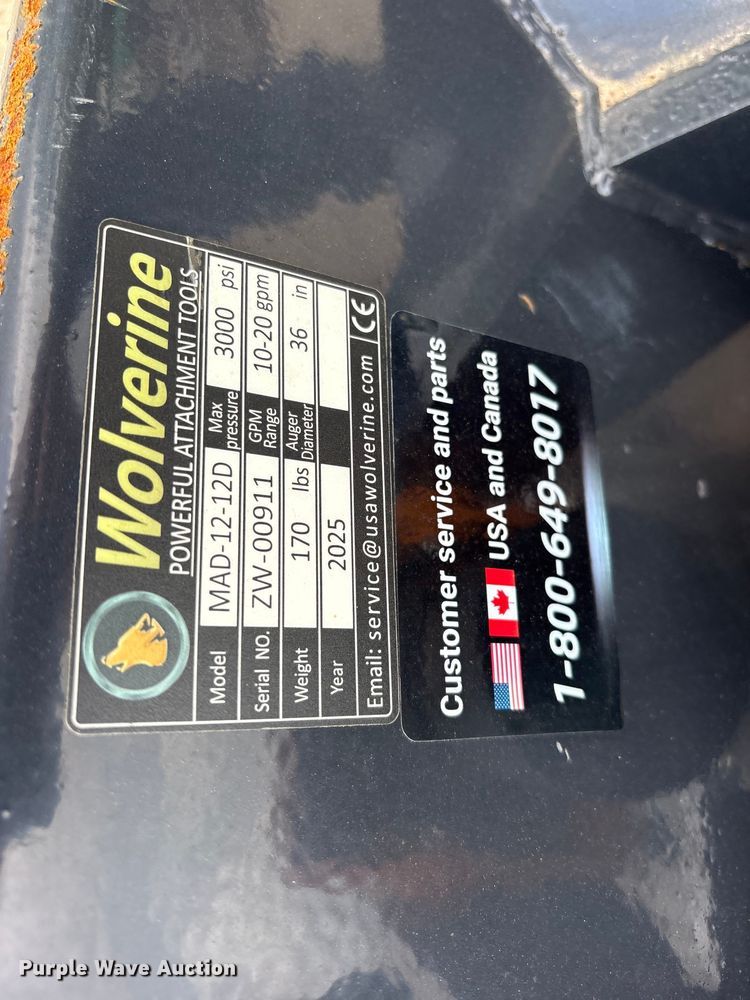 Wolverine
POWERFUL ATTACHMENT TOOLS
Model MAD-12-12D Max pressure 3000 psi
Serial NO. ZW-00911 GPM Range 10-20 gpm
Weight 170 lbs Auger Diameter 36 in
Year 2025
Email: service@usawolverine.com CE
Customer service and parts
USA and Canada
1-800-649-8017
Purple Wave Auction